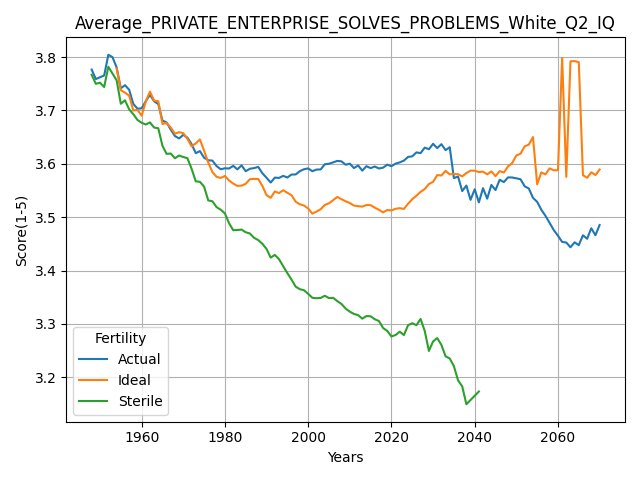 Average_PRIVATE_ENTERPRISE_SOLVES_PROBLEMS_White_Q2_IQ
Score(1-5)
3.8
3.7
3.6
3.5
3.4
3.3
3.2
Fertility
Actual
Ideal
Sterile
1960
1980
2000
2020
2040
2060
Years